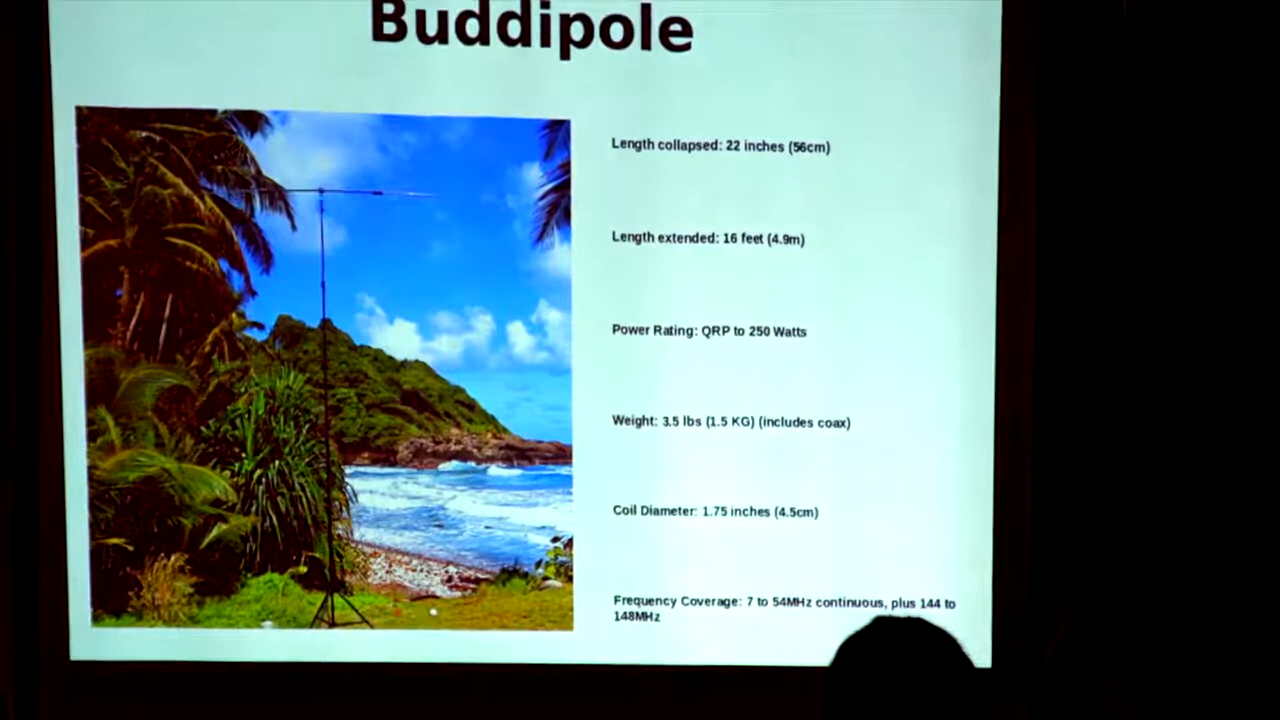 Buddipole
Length collapsed: 22 inches (56cm)
Length extended: 16 feet (4.9m)
Power Rating: QRP to 250 Watts
Weight: 3.5 lbs (1.5 KG) (includes coax)
Coil Diameter: 1.75 inches (4.5cm)
Frequency Coverage: 7 to 54MHz continuous, plus 144 to
148MHz